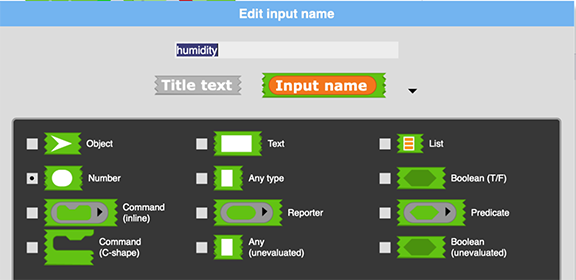 Edit input name
humidity
Title text Input name
Object Text List
Number Any type Boolean (T/F)
Command
(inline) Reporter Predicate
Command
(C-shape) Any
(unevaluated) Boolean
(unevaluated)